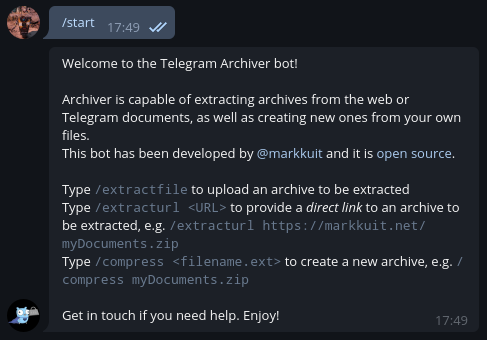 /start 17:49
Welcome to the Telegram Archiver bot!
Archiver is capable of extracting archives from the web or
Telegram documents, as well as creating new ones from your own
files.
This bot has been developed by @markkuit and it is open source.
Type /extractfile to upload an archive to be extracted
Type /extracturl <URL> to provide a direct link to an archive to
be extracted, e.g. /extracturl https://markkuit.net/
myDocuments.zip
Type /compress <filename.ext> to create a new archive, e.g. /
compress myDocuments.zip
Get in touch if you need help. Enjoy!
17:49